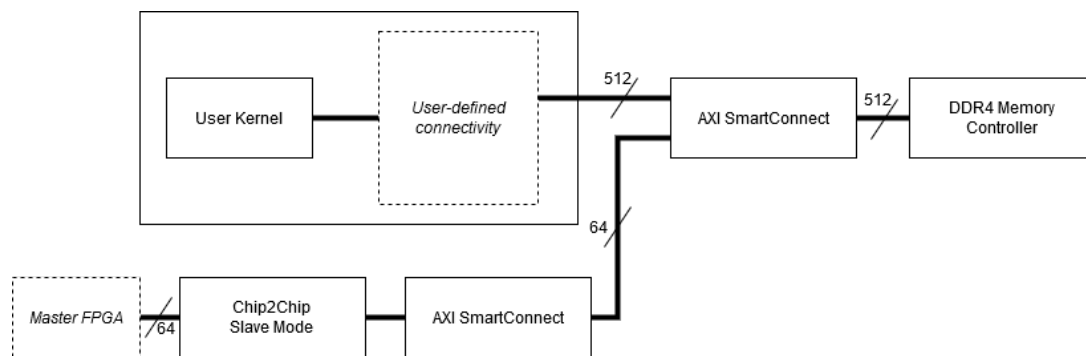 512
512
User Kernel
User-defined
connectivity
AXI SmartConnect
DDR4 Memory
Controller
64
Master FPGA
64
Chip2Chip
Slave Mode
AXI SmartConnect